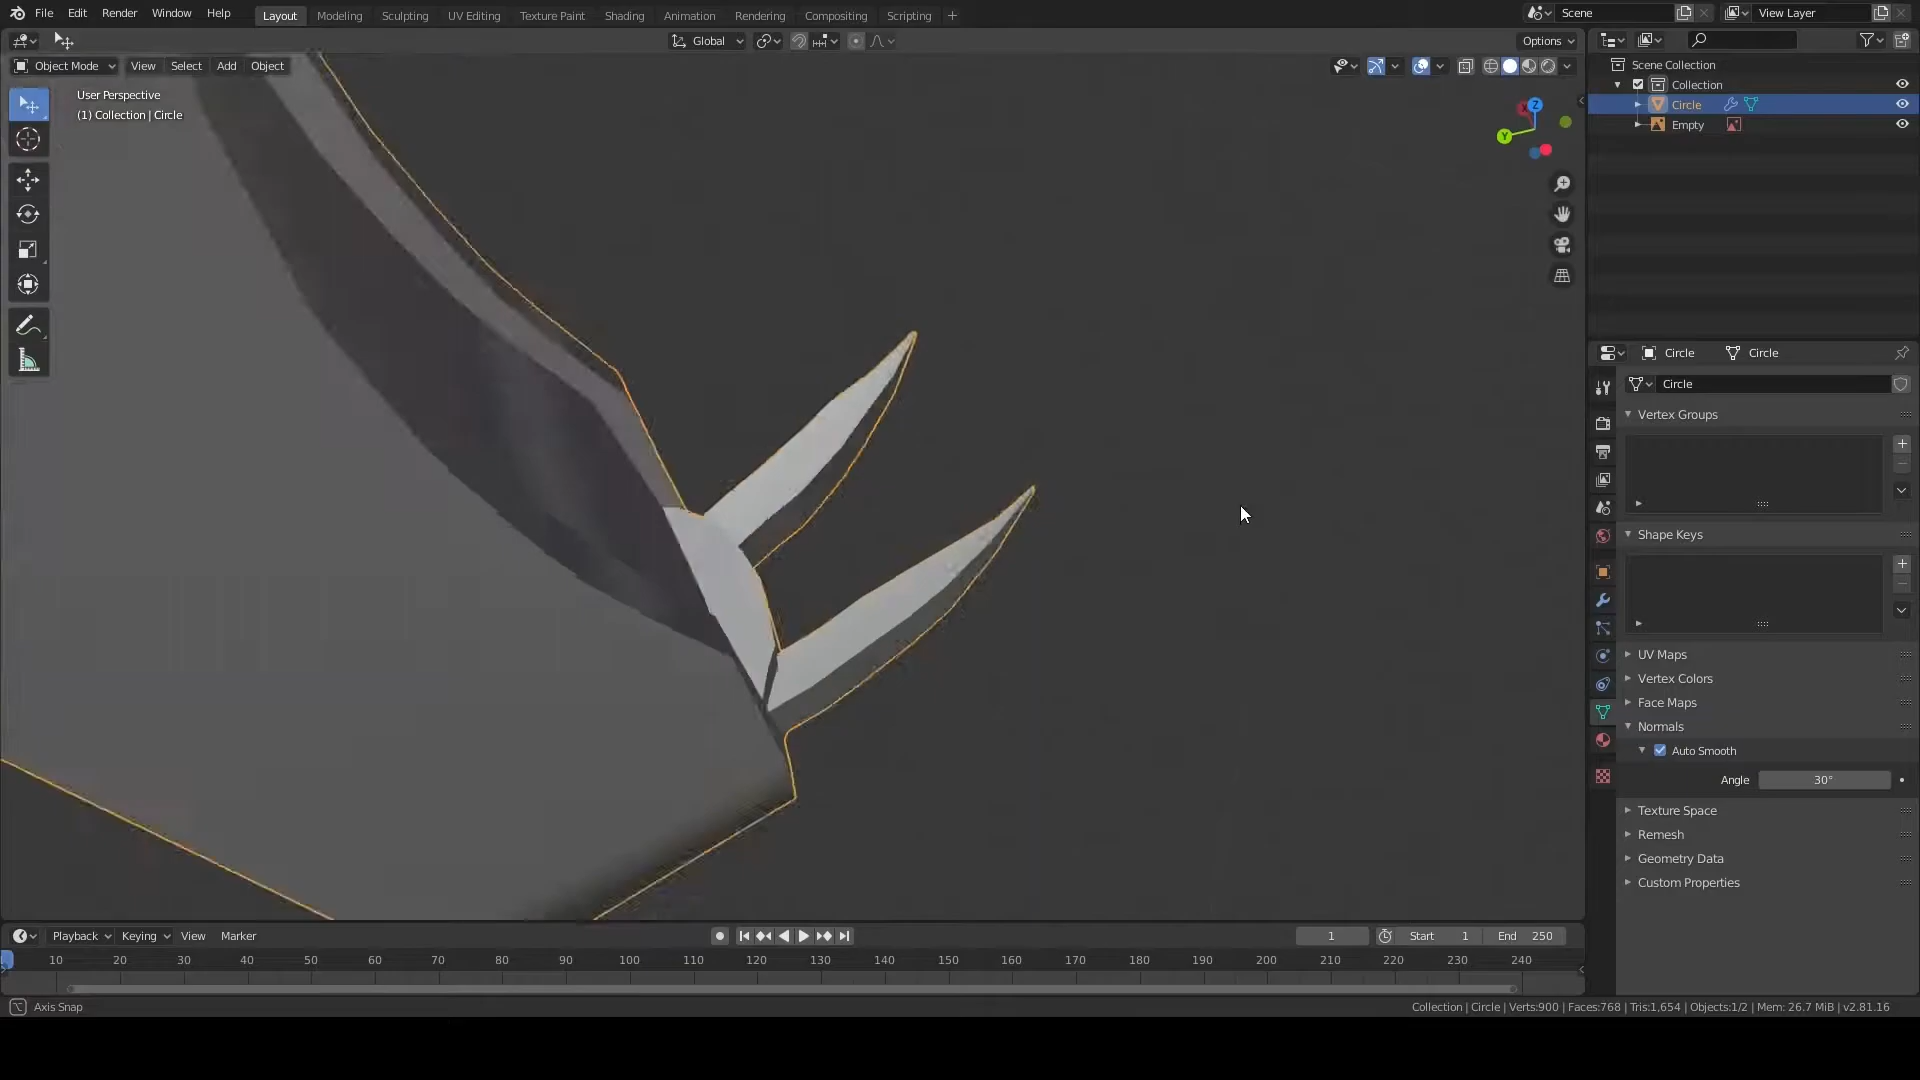 File Edit Render Window Help Layout Modeling Sculpting UV Editing Texture Paint Shading Animation Rendering Compositing Scripting + Scene View Layer
Global Options
Object Mode View Select Add Object
User Perspective
(1) Collection | Circle
Z
X
Y
Scene Collection
Collection
Circle
Empty
Circle Circle
Circle
Vertex Groups
Shape Keys
UV Maps
Vertex Colors
Face Maps
Normals
Auto Smooth
Angle 30°
Texture Space
Remesh
Geometry Data
Custom Properties
Playback Keying View Marker 1 Start 1 End 250
10 20 30 40 50 60 70 80 90 100 110 120 130 140 150 160 170 180 190 200 210 220 230 240
Axis Snap Collection | Circle | Verts:900 | Faces:768 | Tris:1,654 | Objects:1/2 | Mem: 26.7 MiB | v2.81.16